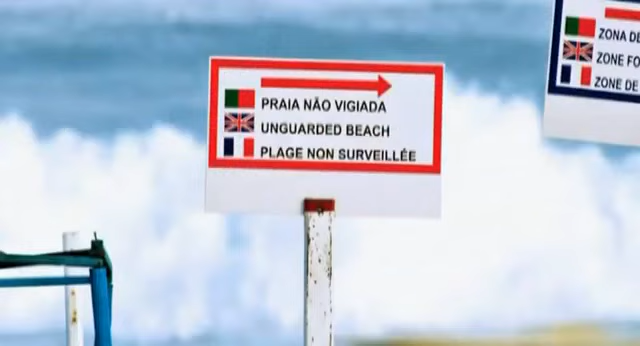 PRAIA NÃO VIGIADA
UNGUARDED BEACH
PLAGE NON SURVEILLÉE
ZONA DE
ZONE FO
ZONE DE